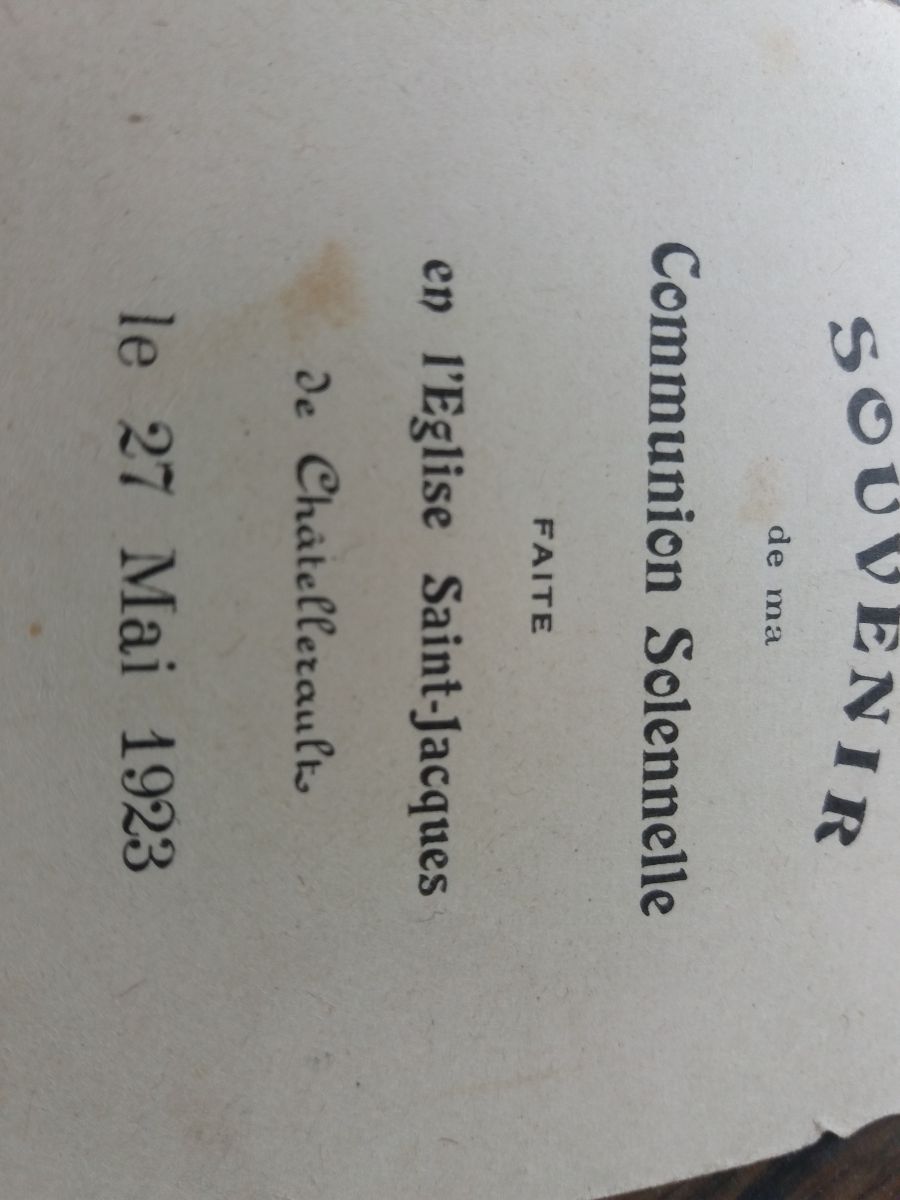 SOUVENIR
de ma
Communion Solennelle
FAITE
en l'Eglise Saint-Jacques
de Châtellerault
le 27 Mai 1923